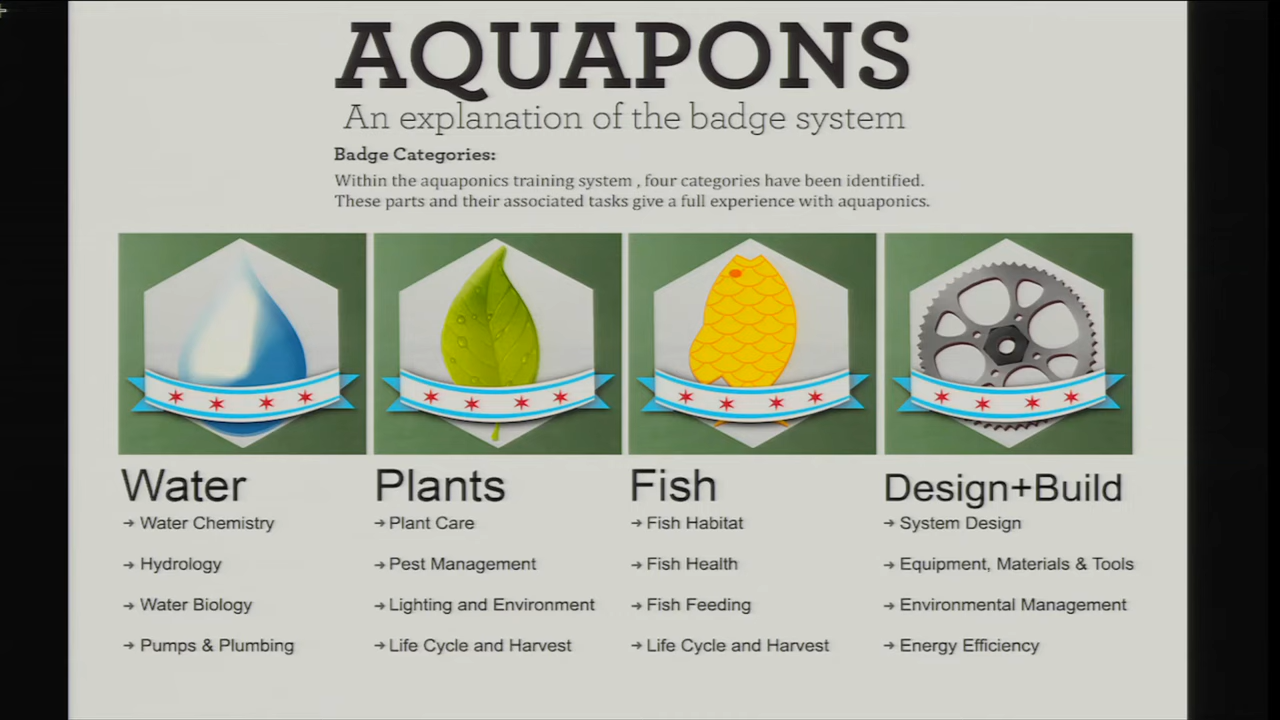 AQUAPONS
An explanation of the badge system
Badge Categories:
Within the aquaponics training system , four categories have been identified.
These parts and their associated tasks give a full experience with aquaponics.
Water
→ Water Chemistry
→ Hydrology
→ Water Biology
→ Pumps & Plumbing
Plants
→ Plant Care
→ Pest Management
→ Lighting and Environment
→ Life Cycle and Harvest
Fish
→ Fish Habitat
→ Fish Health
→ Fish Feeding
→ Life Cycle and Harvest
Design+Build
→ System Design
→ Equipment, Materials & Tools
→ Environmental Management
→ Energy Efficiency